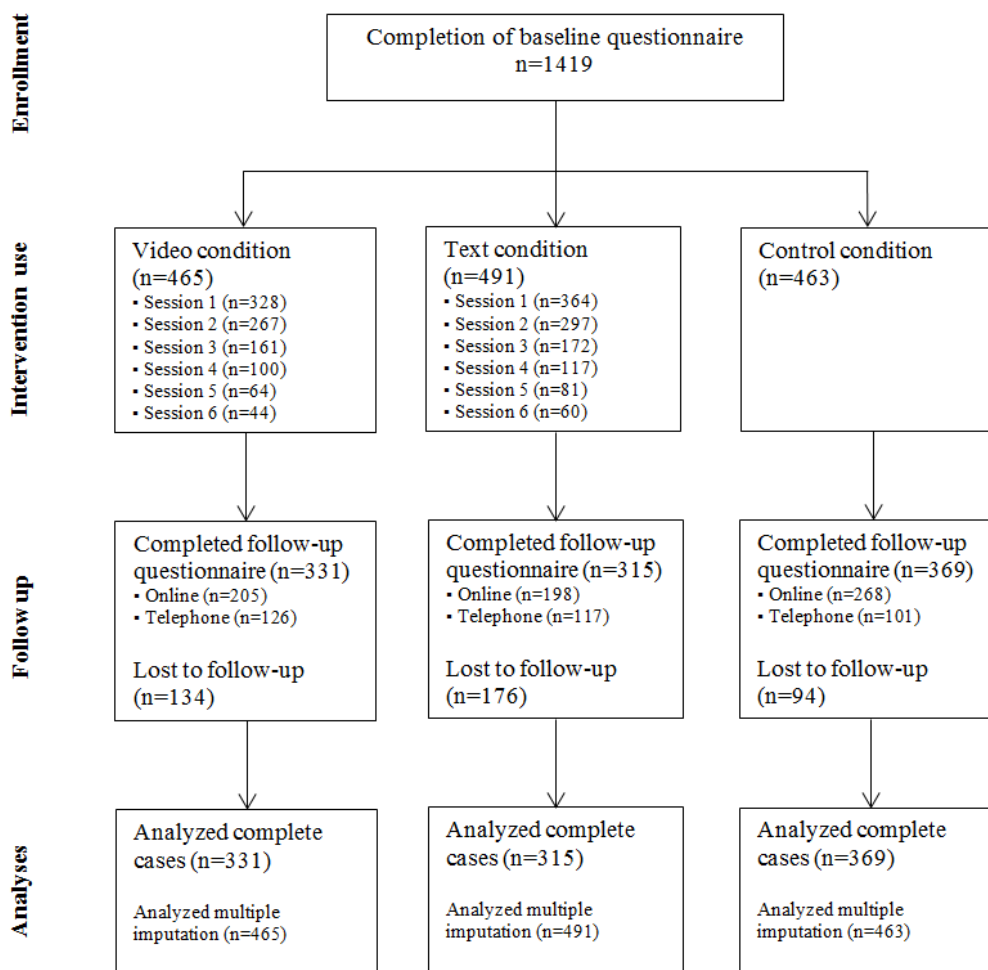 Enrollment
Completion of baseline questionnaire
n=1419
Intervention use
Video condition
(n=465)
▪ Session 1 (n=328)
▪ Session 2 (n=267)
▪ Session 3 (n=161)
▪ Session 4 (n=100)
▪ Session 5 (n=64)
▪ Session 6 (n=44)
Text condition
(n=491)
▪ Session 1 (n=364)
▪ Session 2 (n=297)
▪ Session 3 (n=172)
▪ Session 4 (n=117)
▪ Session 5 (n=81)
▪ Session 6 (n=60)
Control condition
(n=463)
Follow up
Completed follow-up
questionnaire (n=331)
▪ Online (n=205)
▪ Telephone (n=126)
Lost to follow-up
(n=134)
Completed follow-up
questionnaire (n=315)
▪ Online (n=198)
▪ Telephone (n=117)
Lost to follow-up
(n=176)
Completed follow-up
questionnaire (n=369)
▪ Online (n=268)
▪ Telephone (n=101)
Lost to follow-up
(n=94)
Analyses
Analyzed complete
cases (n=331)
Analyzed multiple
imputation (n=465)
Analyzed complete
cases (n=315)
Analyzed multiple
imputation (n=491)
Analyzed complete
cases (n=369)
Analyzed multiple
imputation (n=463)